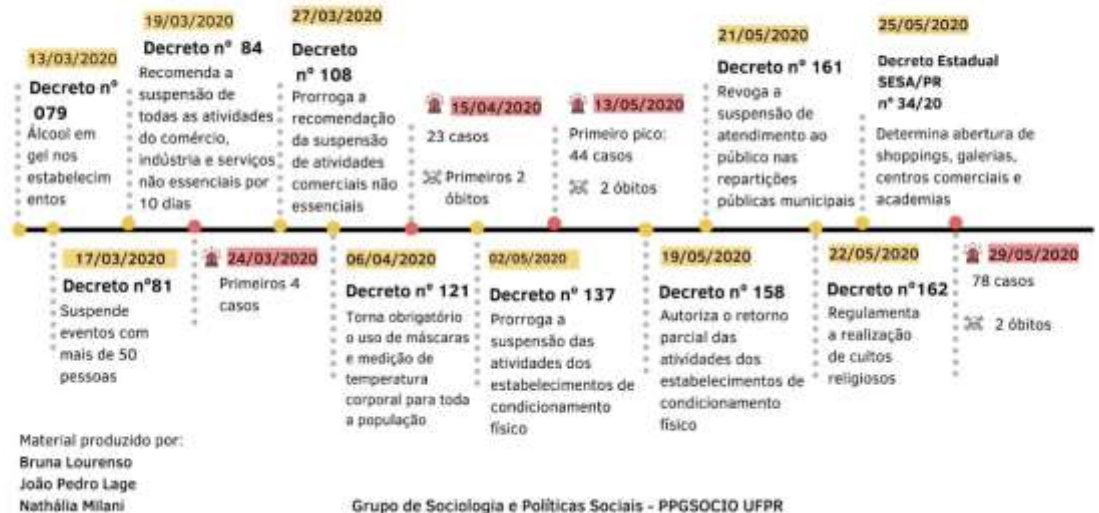 13/03/2020
Decreto nº
079
Álcool em
gel nos
estabelecim
entos
19/03/2020
Decreto nº 84
Recomenda a
suspensão de
todas as atividades
do comércio,
indústria e serviços
não essenciais por
10 dias
27/03/2020
Decreto
nº 108
Prorroga a
recomendação
da suspensão
de atividades
comerciais não
essenciais
15/04/2020
23 casos
Primeiros 2
óbitos
13/05/2020
Primeiro pico:
44 casos
2 óbitos
21/05/2020
Decreto nº 161
Revoga a
suspensão de
atendimento ao
público nas
repartições
públicas municipais
25/05/2020
Decreto Estadual
SESA/PR
nº 34/20
Determina abertura de
shoppings, galerias,
centros comerciais e
academias
17/03/2020
Decreto nº81
Suspende
eventos com
mais de 50
pessoas
24/03/2020
Primeiros 4
casos
06/04/2020
Decreto nº 121
Torna obrigatório
o uso de máscaras
e medição de
temperatura
corporal para toda
a população
02/05/2020
Decreto nº 137
Prorroga a
suspensão das
atividades dos
estabelecimentos de
condicionamento
físico
19/05/2020
Decreto nº 158
Autoriza o retorno
parcial das
atividades dos
estabelecimentos de
condicionamento
físico
22/05/2020
Decreto nº162
Regulamenta
a realização
de cultos
religiosos
29/05/2020
78 casos
2 óbitos
Material produzido por:
Bruna Lourenso
João Pedro Lage
Nathália Milani
Grupo de Sociologia e Políticas Sociais - PPGSOCIO UFPR